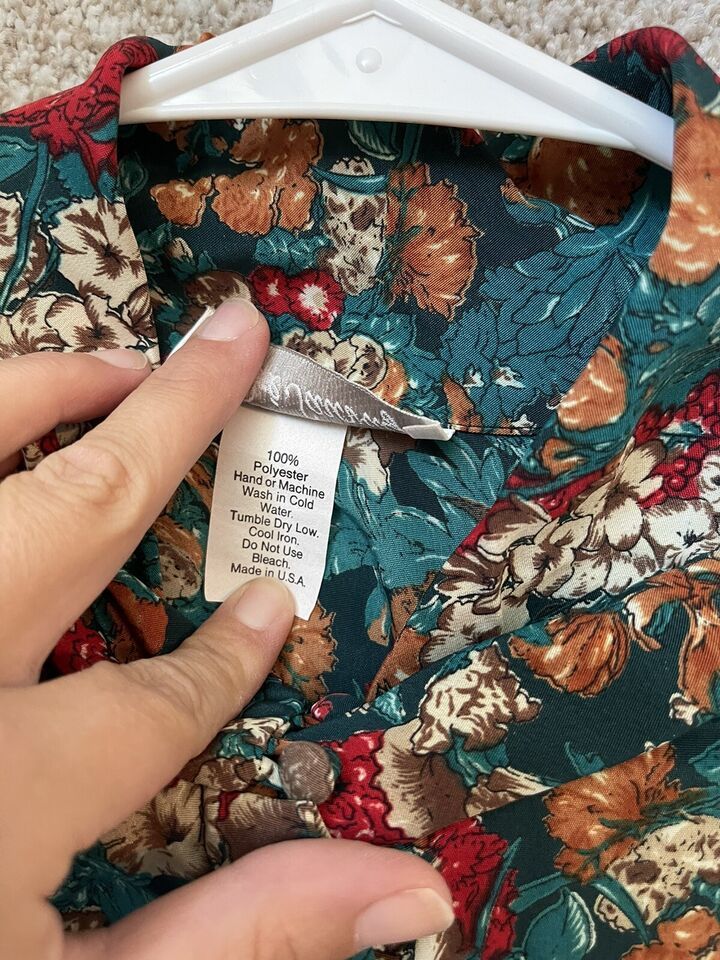 100%
Polyester
Hand or Machine
Wash in Cold
Water.
Tumble Dry Low.
Cool Iron.
Do Not Use
Bleach.
Made in U.S.A.